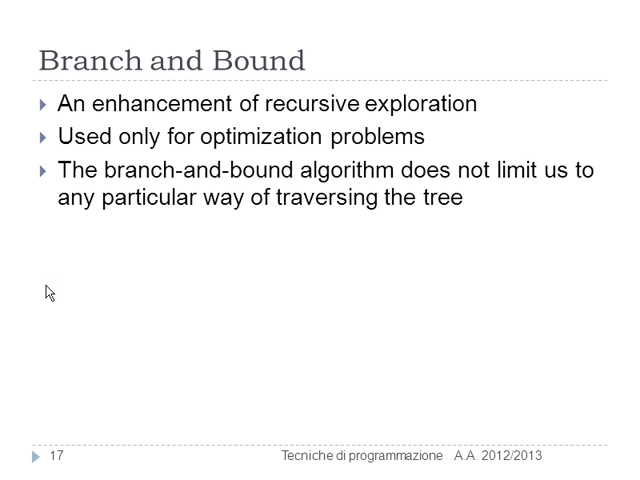 Branch and Bound
An enhancement of recursive exploration
Used only for optimization problems
The branch-and-bound algorithm does not limit us to
any particular way of traversing the tree
17
Tecniche di programmazione A.A. 2012/2013